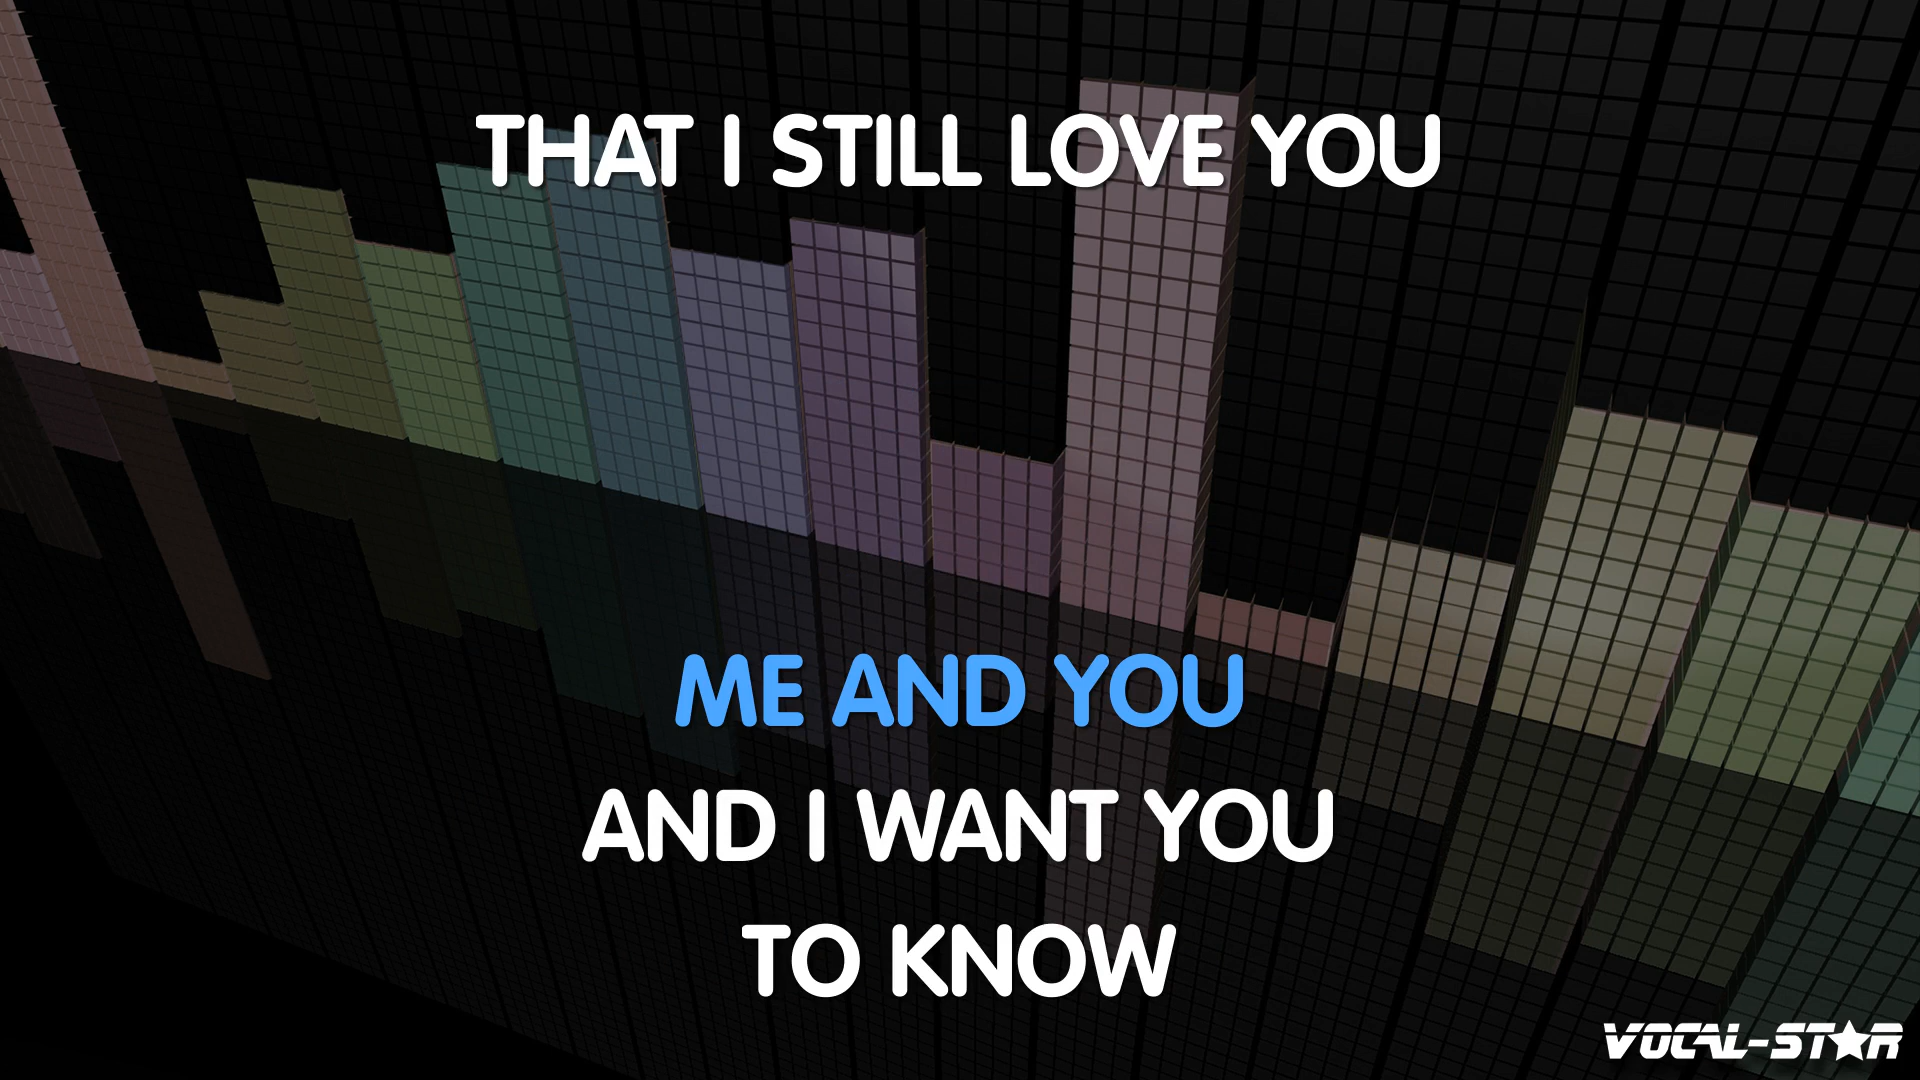 THAT I STILL LOVE YOU
ME AND YOU
AND I WANT YOU
TO KNOW
VOCAL-STAR